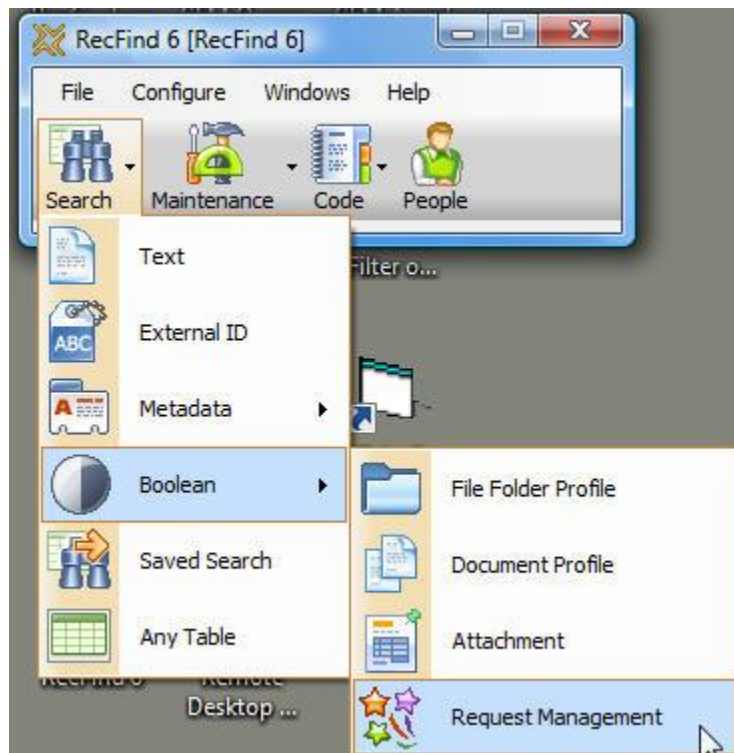 RecFind 6 [RecFind 6]
File Configure Windows Help
Search Maintenance Code People
Text
Filter o...
External ID
ABC
Metadata
A
Boolean
File Folder Profile
Saved Search
Document Profile
Any Table
Attachment
RecFind 6
Remote
Desktop ...
Request Management